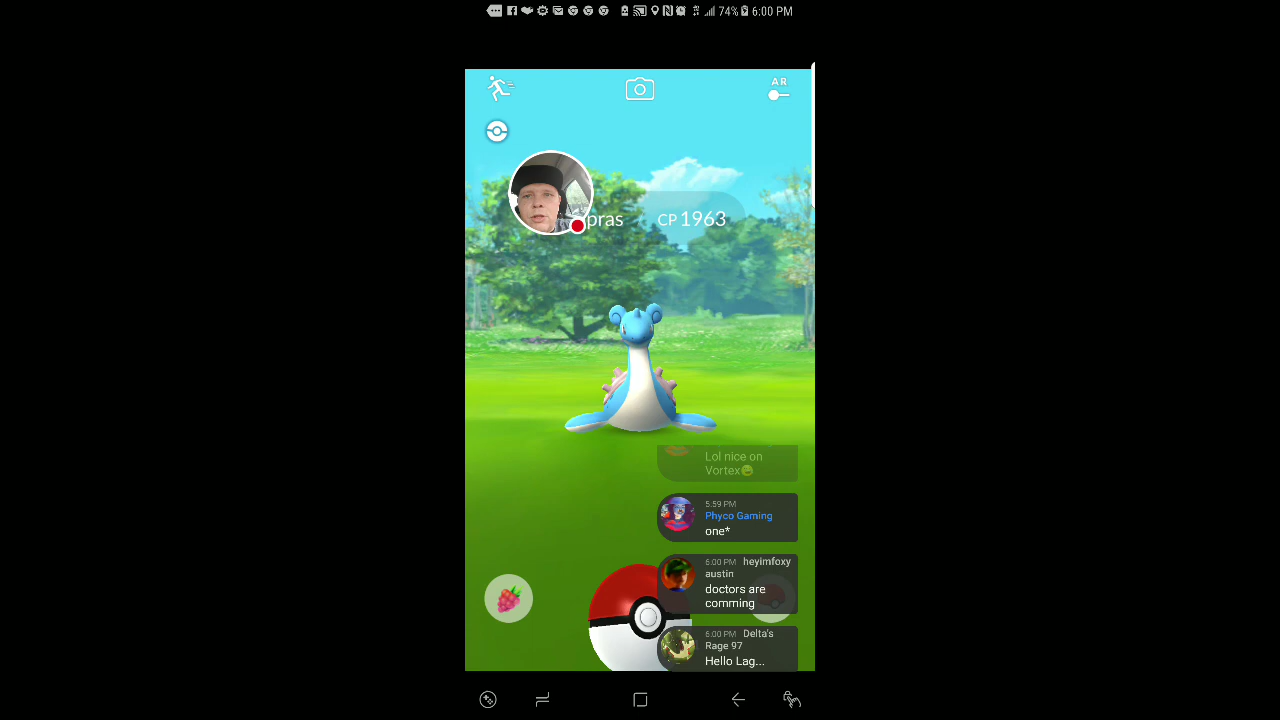 74% 6:00 PM
AR
pras CP 1963
Lol nice on
Vortex😆
5:59 PM
Phyco Gaming
one*
6:00 PM heyimfoxy
austin
doctors are
comming
6:00 PM Delta's
Rage 97
Hello Lag...